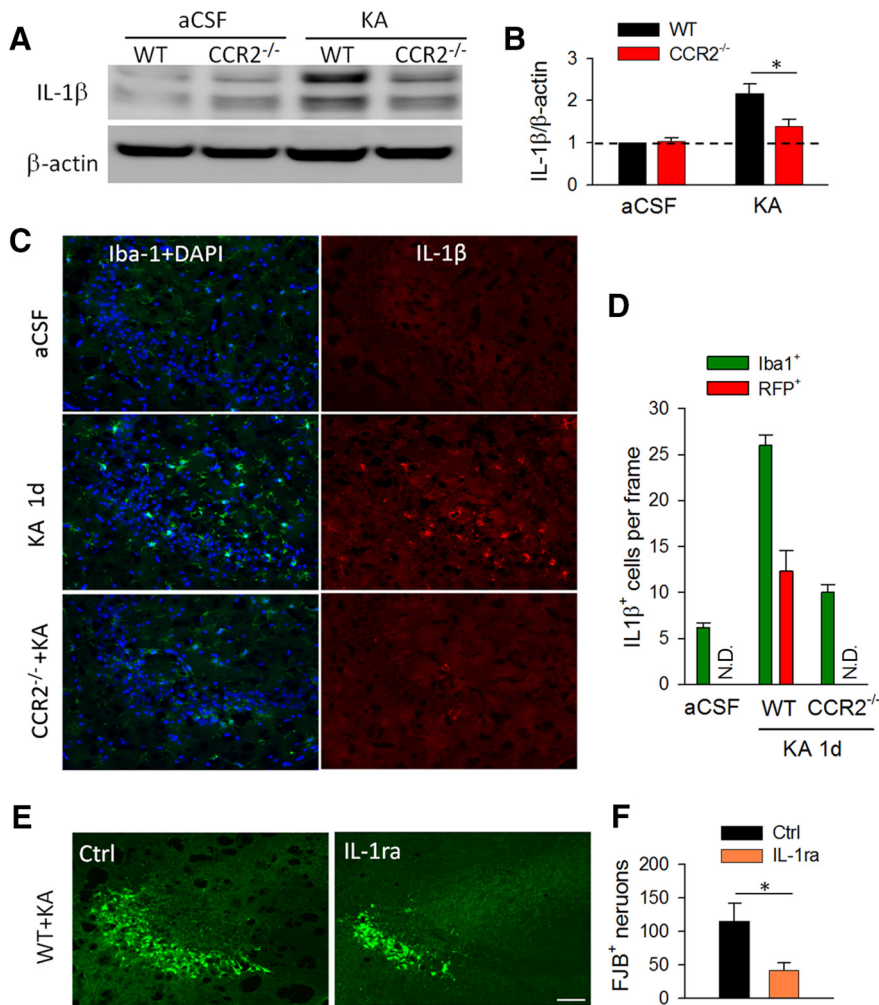 A
aCSF
KA
WT
CCR2-/-
WT
CCR2-/-
IL-1β
β-actin
B
WT
CCR2-/-
IL-1β/β-actin
3
2
1
0
*
aCSF
KA
C
Iba-1+DAPI
IL-1β
aCSF
KA 1d
CCR2-/-+KA
D
Iba1+
RFP+
IL1β+ cells per frame
30
25
20
15
10
5
0
N.D.
N.D.
aCSF
WT
CCR2-/-
KA 1d
E
WT+KA
Ctrl
IL-1ra
F
Ctrl
IL-1ra
FJB+ neruons
200
150
100
50
0
*